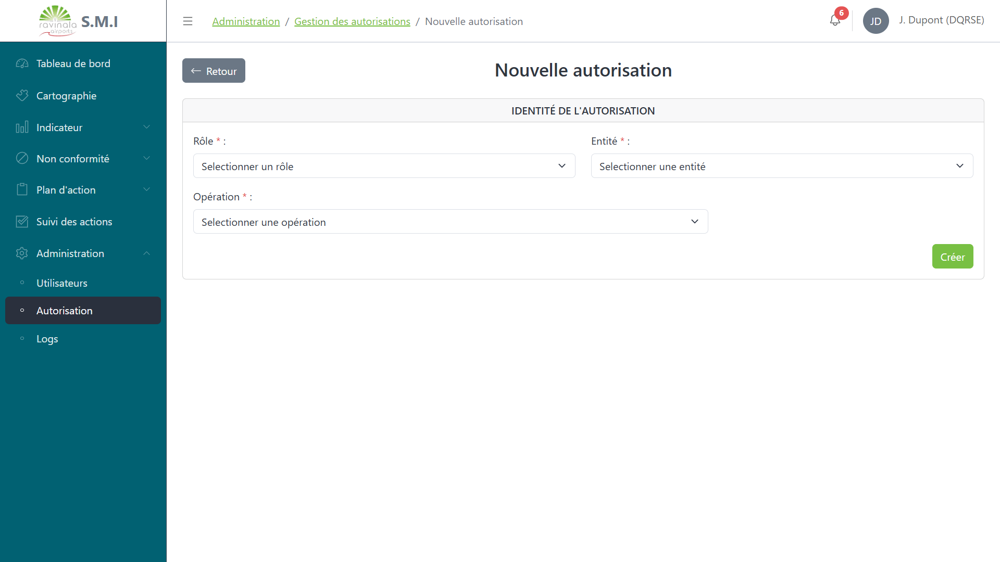 ravinala
airports
S.M.I
Administration / Gestion des autorisations / Nouvelle autorisation
6
JD
J. Dupont (DQRSE)
Tableau de bord
Cartographie
Indicateur
Non conformité
Plan d'action
Suivi des actions
Administration
Utilisateurs
Autorisation
Logs
Retour
Nouvelle autorisation
IDENTITÉ DE L'AUTORISATION
Rôle * :
Selectionner un rôle
Entité * :
Selectionner une entité
Opération * :
Selectionner une opération
Créer